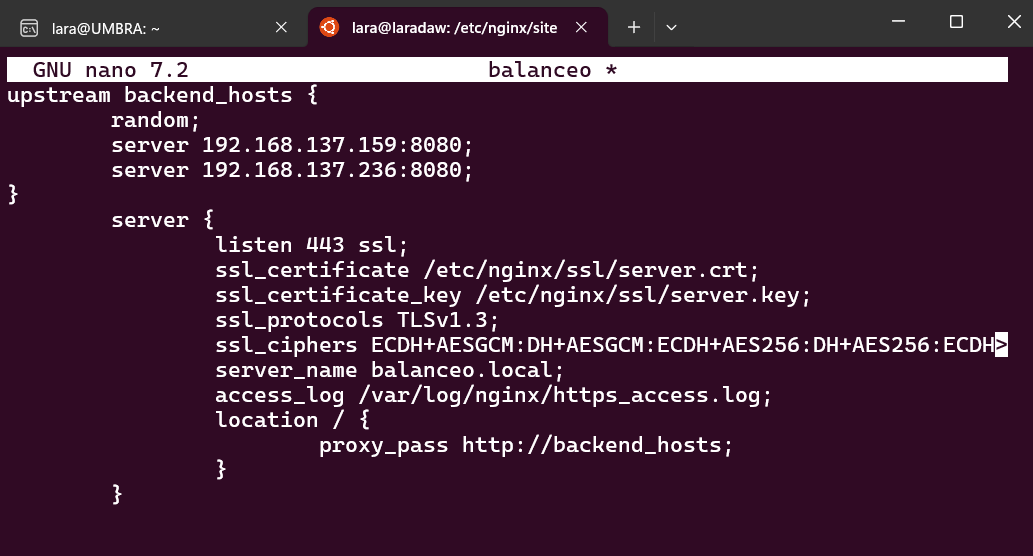 lara@UMBRA: ~
lara@laradaw: /etc/nginx/site
GNU nano 7.2 balanceo *
upstream backend_hosts {
        random;
        server 192.168.137.159:8080;
        server 192.168.137.236:8080;
}
        server {
                listen 443 ssl;
                ssl_certificate /etc/nginx/ssl/server.crt;
                ssl_certificate_key /etc/nginx/ssl/server.key;
                ssl_protocols TLSv1.3;
                ssl_ciphers ECDH+AESGCM:DH+AESGCM:ECDH+AES256:DH+AES256:ECDH>
                server_name balanceo.local;
                access_log /var/log/nginx/https_access.log;
                location / {
                        proxy_pass http://backend_hosts;
                }
        }